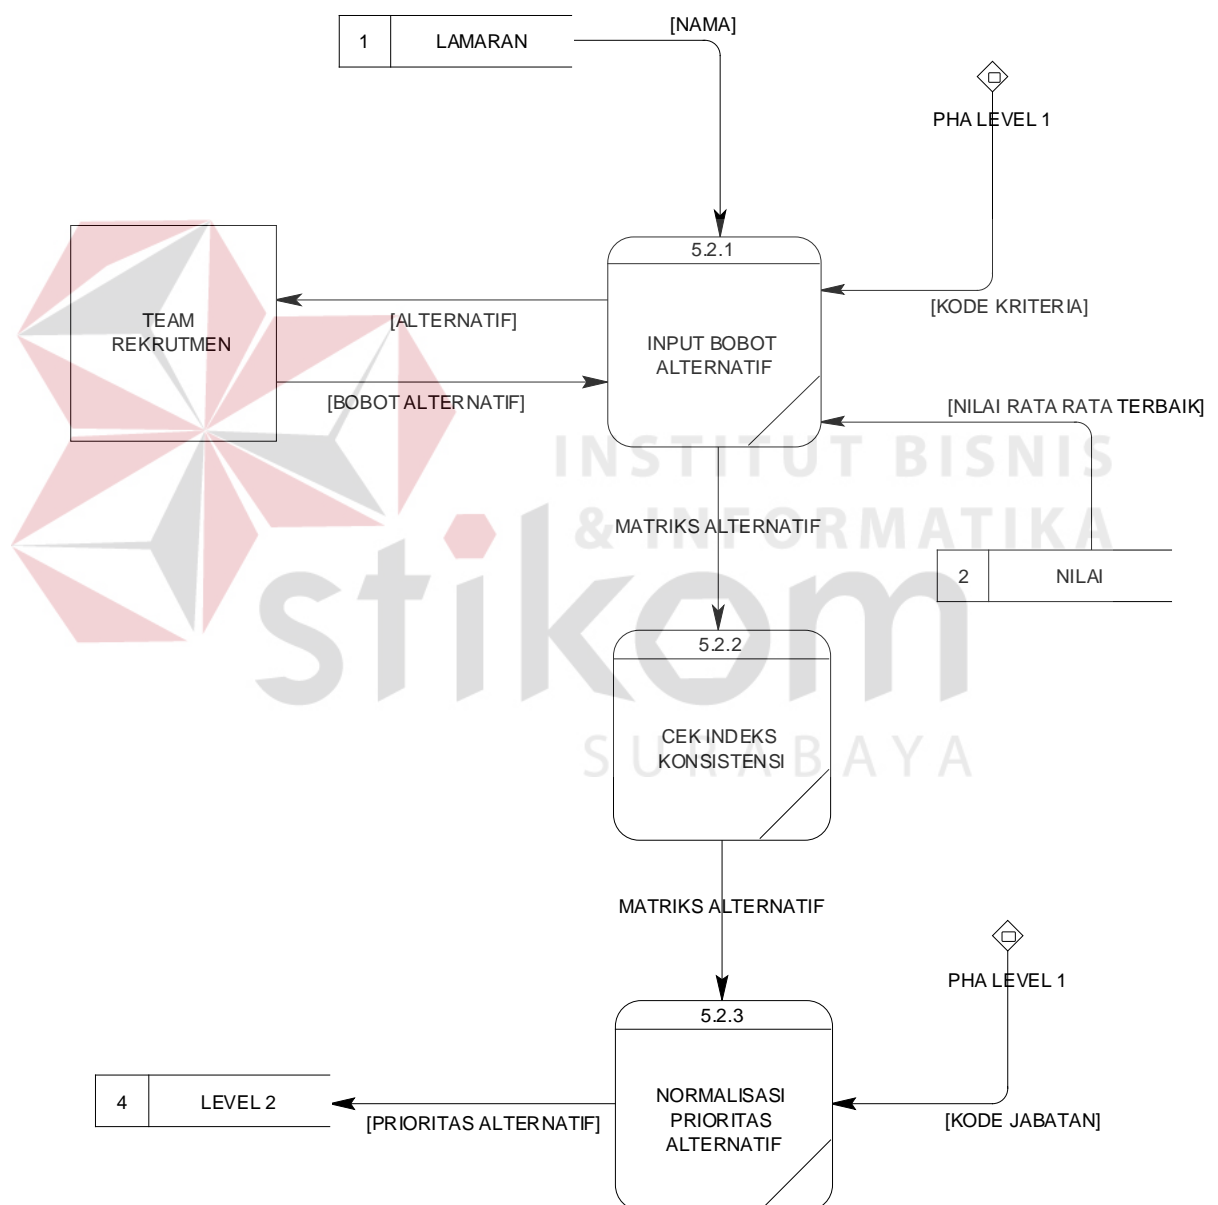 [NAMA]
1 LAMARAN
PHA LEVEL 1
5.2.1
[ALTERNATIF]
[KODE KRITERIA]
TEAM
REKRUTMEN
INPUT BOBOT
ALTERNATIF
[BOBOT ALTERNATIF]
[NILAI RATA RATA TERBAIK]
INSTITUT BISNIS
& INFORMATIKA
MATRIKS ALTERNATIF
2 NILAI
stikom
5.2.2
CEK INDEKS
KONSISTENSI
SURABAYA
MATRIKS ALTERNATIF
PHA LEVEL 1
5.2.3
4 LEVEL 2
NORMALISASI
PRIORITAS
ALTERNATIF
[PRIORITAS ALTERNATIF]
[KODE JABATAN]